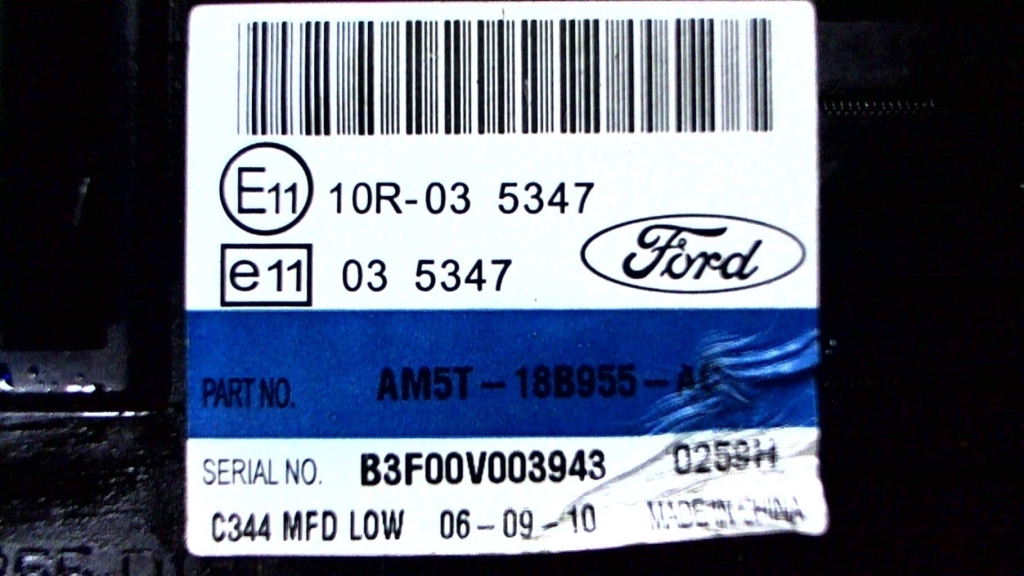 E11 10R-03 5347
e11 03 5347
Ford
PART NO. AM5T-18B955-
SERIAL NO. B3F00V003943 0259H
C344 MFD LOW 06-09-10 MADE IN CHINA